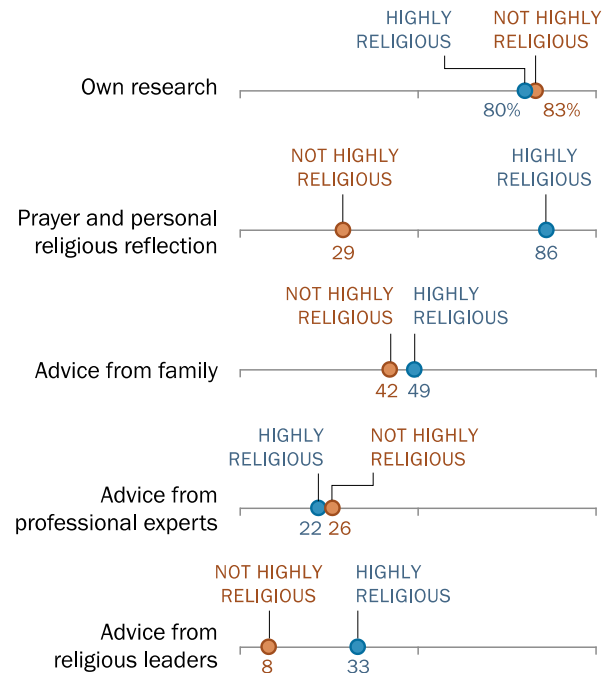 HIGHLY RELIGIOUS
NOT HIGHLY RELIGIOUS
Own research
80%
83%
NOT HIGHLY RELIGIOUS
HIGHLY RELIGIOUS
Prayer and personal
religious reflection
29
86
NOT HIGHLY RELIGIOUS
HIGHLY RELIGIOUS
Advice from family
42
49
HIGHLY RELIGIOUS
NOT HIGHLY RELIGIOUS
Advice from
professional experts
22
26
NOT HIGHLY RELIGIOUS
HIGHLY RELIGIOUS
Advice from
religious leaders
8
33